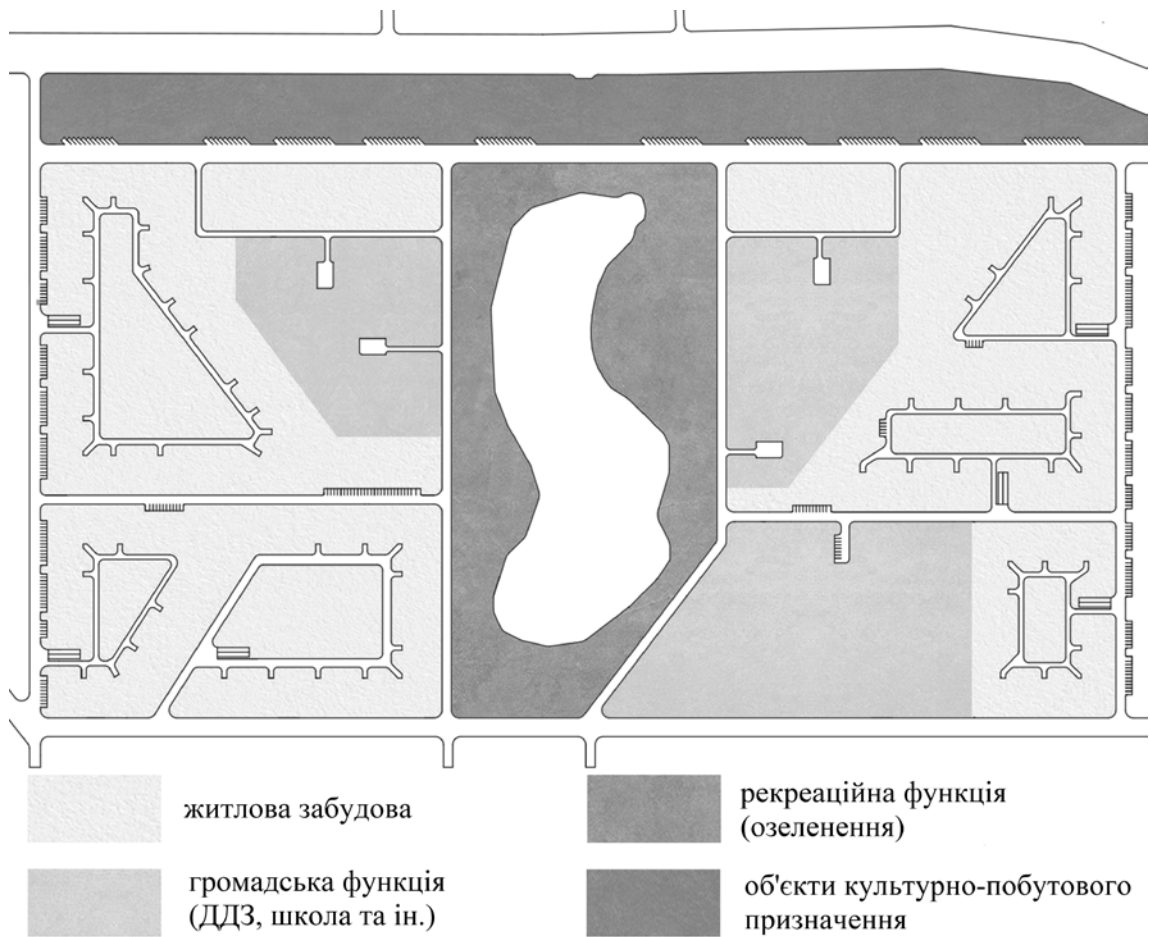 житлова забудова
громадська функція
(ДДЗ, школа та ін.)
рекреаційна функція
(озеленення)
об'єкти культурно-побутового
призначення